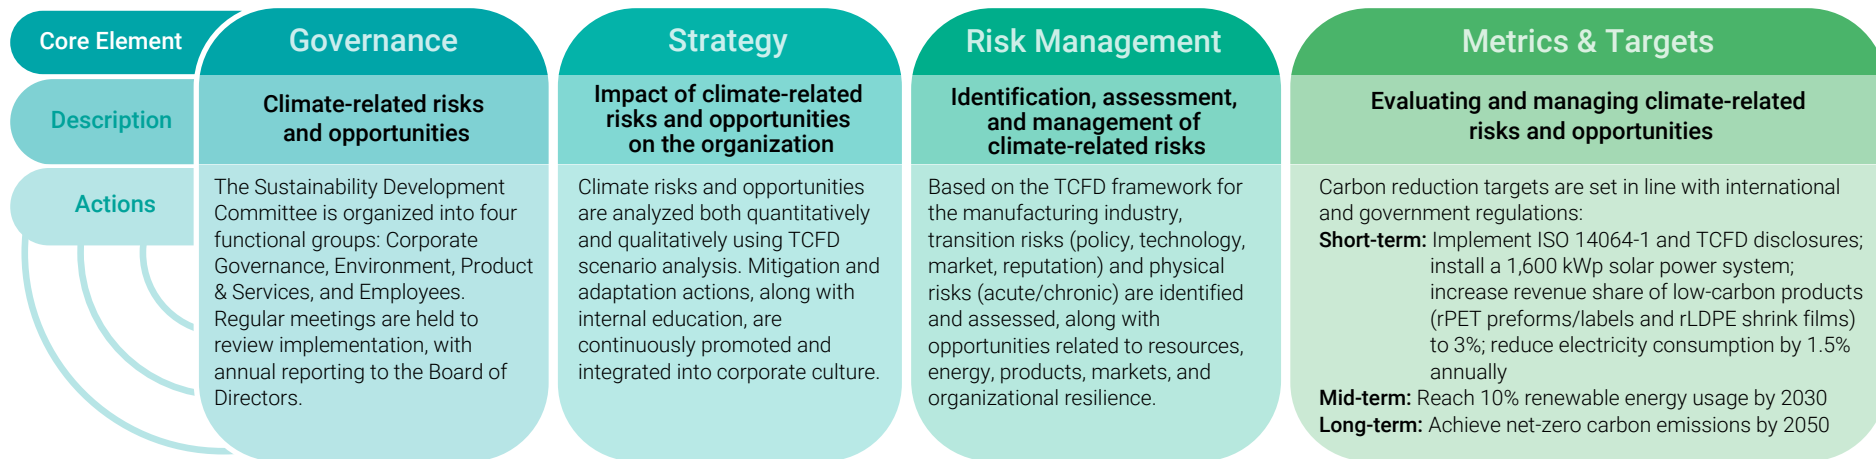 Core Element
Description
Actions
Governance
Climate-related risks
and opportunities
The Sustainability Development
Committee is organized into four
functional groups: Corporate
Governance, Environment, Product
& Services, and Employees.
Regular meetings are held to
review implementation, with
annual reporting to the Board of
Directors.
Strategy
Impact of climate-related
risks and opportunities
on the organization
Climate risks and opportunities
are analyzed both quantitatively
and qualitatively using TCFD
scenario analysis. Mitigation and
adaptation actions, along with
internal education, are
continuously promoted and
integrated into corporate culture.
Risk Management
Identification, assessment,
and management of
climate-related risks
Based on the TCFD framework for
the manufacturing industry,
transition risks (policy, technology,
market, reputation) and physical
risks (acute/chronic) are identified
and assessed, along with
opportunities related to resources,
energy, products, markets, and
organizational resilience.
Metrics & Targets
Evaluating and managing climate-related
risks and opportunities
Carbon reduction targets are set in line with international
and government regulations:
Short-term: Implement ISO 14064-1 and TCFD disclosures;
install a 1,600 kWp solar power system;
increase revenue share of low-carbon products
(rPET preforms/labels and rLDPE shrink films)
to 3%; reduce electricity consumption by 1.5%
annually
Mid-term: Reach 10% renewable energy usage by 2030
Long-term: Achieve net-zero carbon emissions by 2050